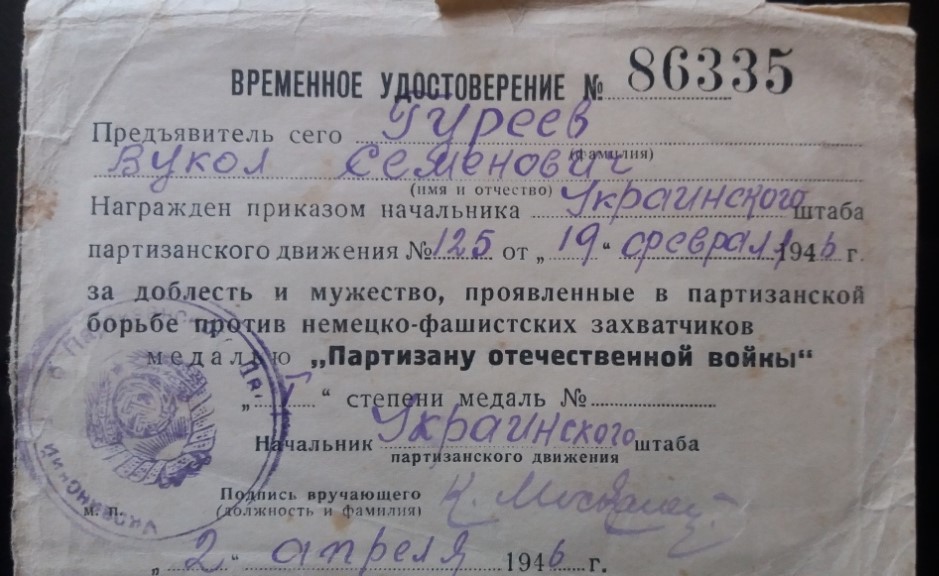 ВРЕМЕННОЕ УДОСТОВЕРЕНИЕ № 86335
Предъявитель сего Гуреев
(фамилия)
Вукол Семенович
(имя и отчество)
Награжден приказом начальника Украинского штаба
партизанского движения № 125 от „19“ февраля 1946 г.
за доблесть и мужество, проявленные в партизанской
борьбе против немецко-фашистских захватчиков
медалью „Партизану отечественной войны“
„I“ степени медаль №
Начальник Украинского штаба
партизанского движения
Подпись вручающего
(должность и фамилия)
м. п.
„2“ апреля 1946 г.